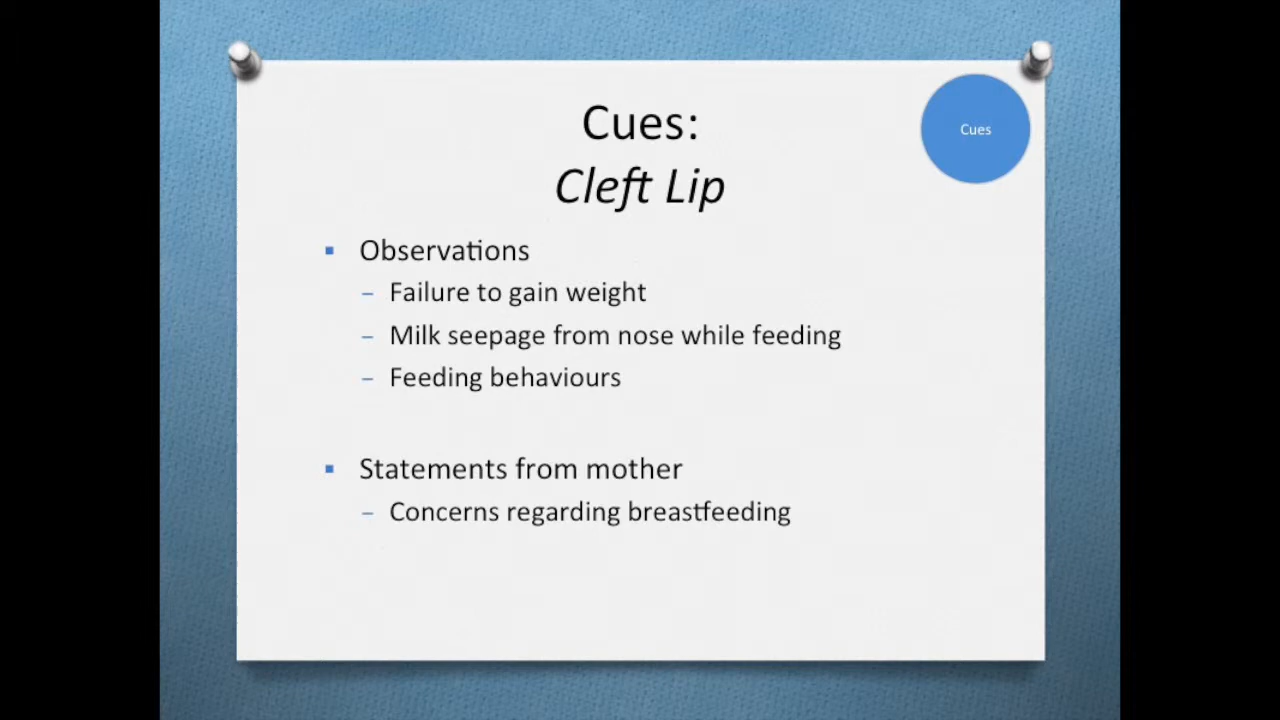 Cues:
Cues
Cleft Lip
▪ Observations
– Failure to gain weight
– Milk seepage from nose while feeding
– Feeding behaviours
▪ Statements from mother
– Concerns regarding breastfeeding